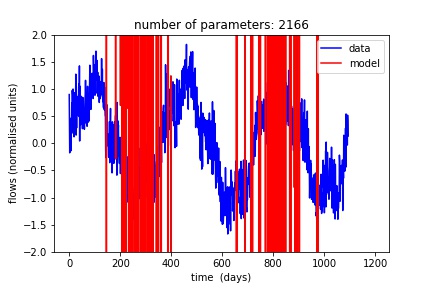 number of parameters: 2166
2.0
1.5
1.0
0.5
0.0
−0.5
−1.0
−1.5
−2.0
flows (normalised units)
data
model
0 200 400 600 800 1000 1200
time (days)